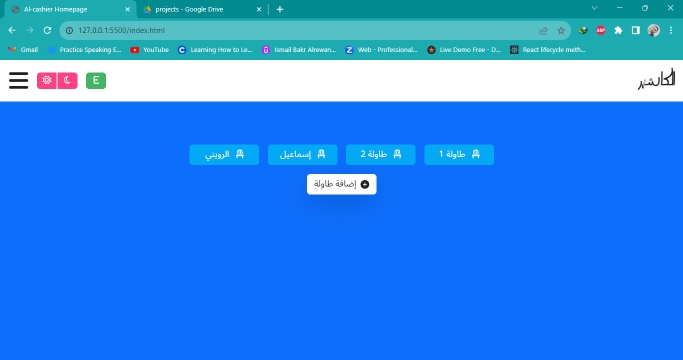 AI-cashier Homepage
projects - Google Drive
127.0.0.1:5500/index.html
Gmail
Practice Speaking E...
YouTube
Learning How to Le...
Ismail Bakr Alrewan...
Web - Professional...
Live Demo Free - D...
React lifecycle meth...
E
طاولة 1
طاولة 2
إسماعيل
الرويني
إضافة طاولة